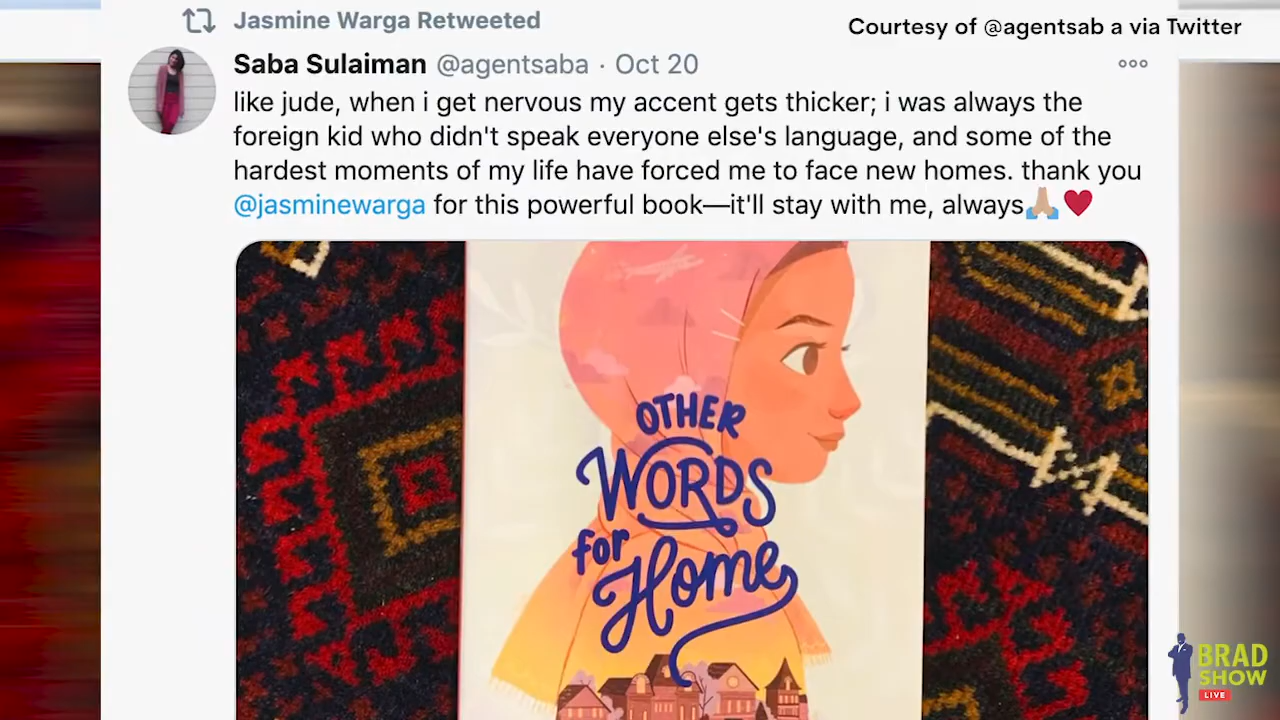 Jasmine Warga Retweeted
Courtesy of @agentsab a via Twitter
Saba Sulaiman @agentsaba · Oct 20
like jude, when i get nervous my accent gets thicker; i was always the
foreign kid who didn't speak everyone else's language, and some of the
hardest moments of my life have forced me to face new homes. thank you
@jasminewarga for this powerful book—it'll stay with me, always🙏🏽❤️
OTHER
WORDS
for
Home
BRAD
SHOW
LIVE